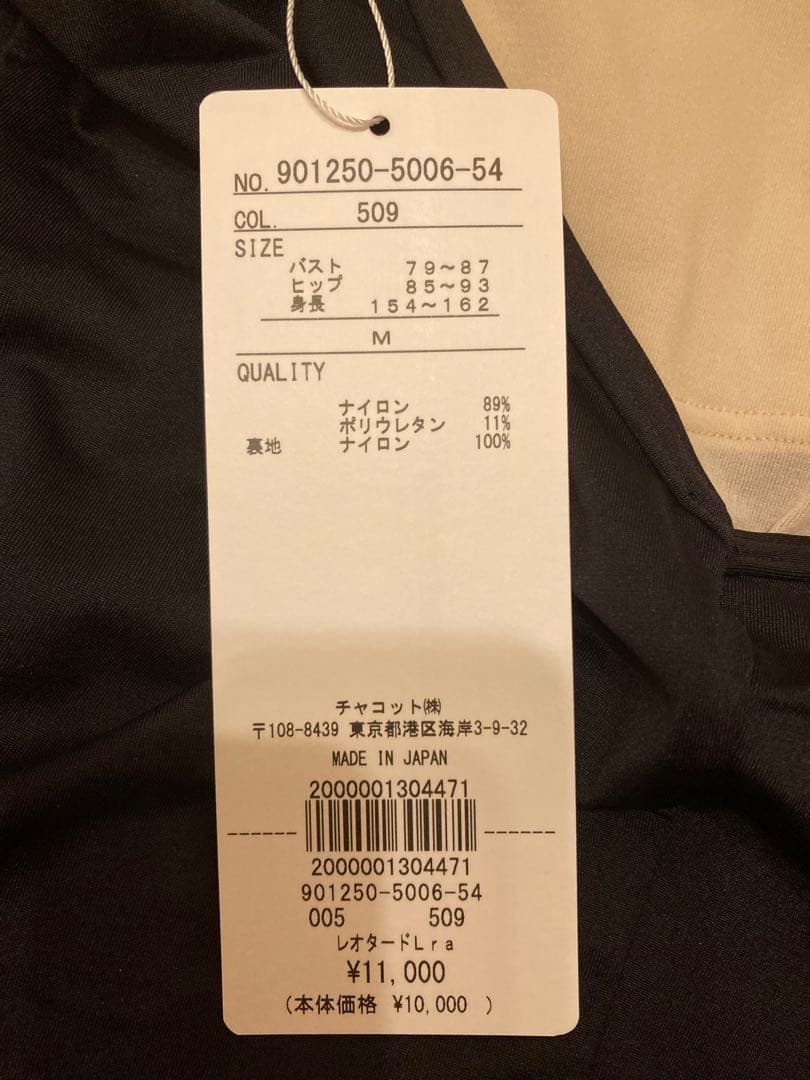 NO. 901250-5006-54
COL. 509
SIZE
バスト 79~87
ヒップ 85~93
身長 154~162
M
QUALITY
ナイロン 89%
ポリウレタン 11%
裏地 ナイロン 100%
チャコット㈱
〒108-8439 東京都港区海岸3-9-32
MADE IN JAPAN
2000001304471
2000001304471
901250-5006-54
005 509
レオタードLra
¥11,000
(本体価格 ¥10,000 )